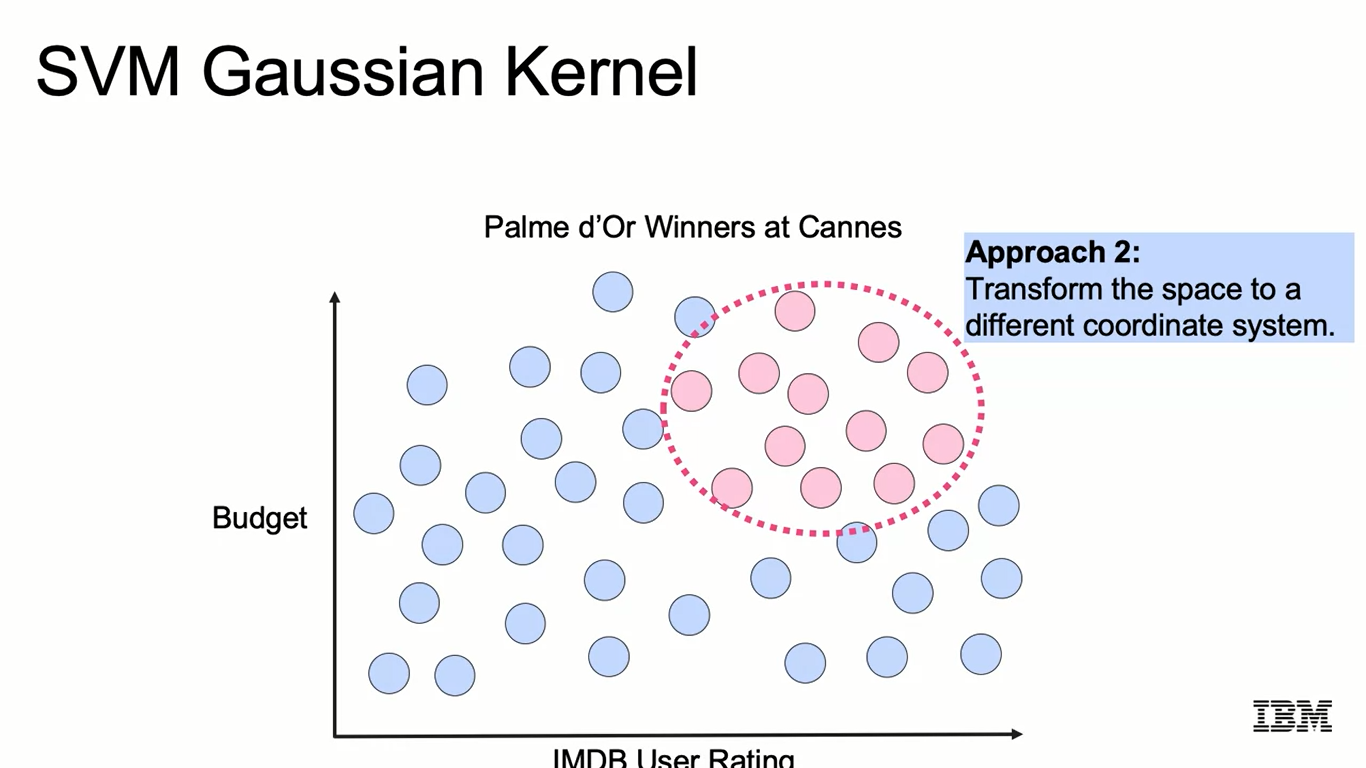 SVM Gaussian Kernel
Palme d’Or Winners at Cannes
Approach 2:
Transform the space to a
different coordinate system.
Budget
IMDB User Rating
IBM